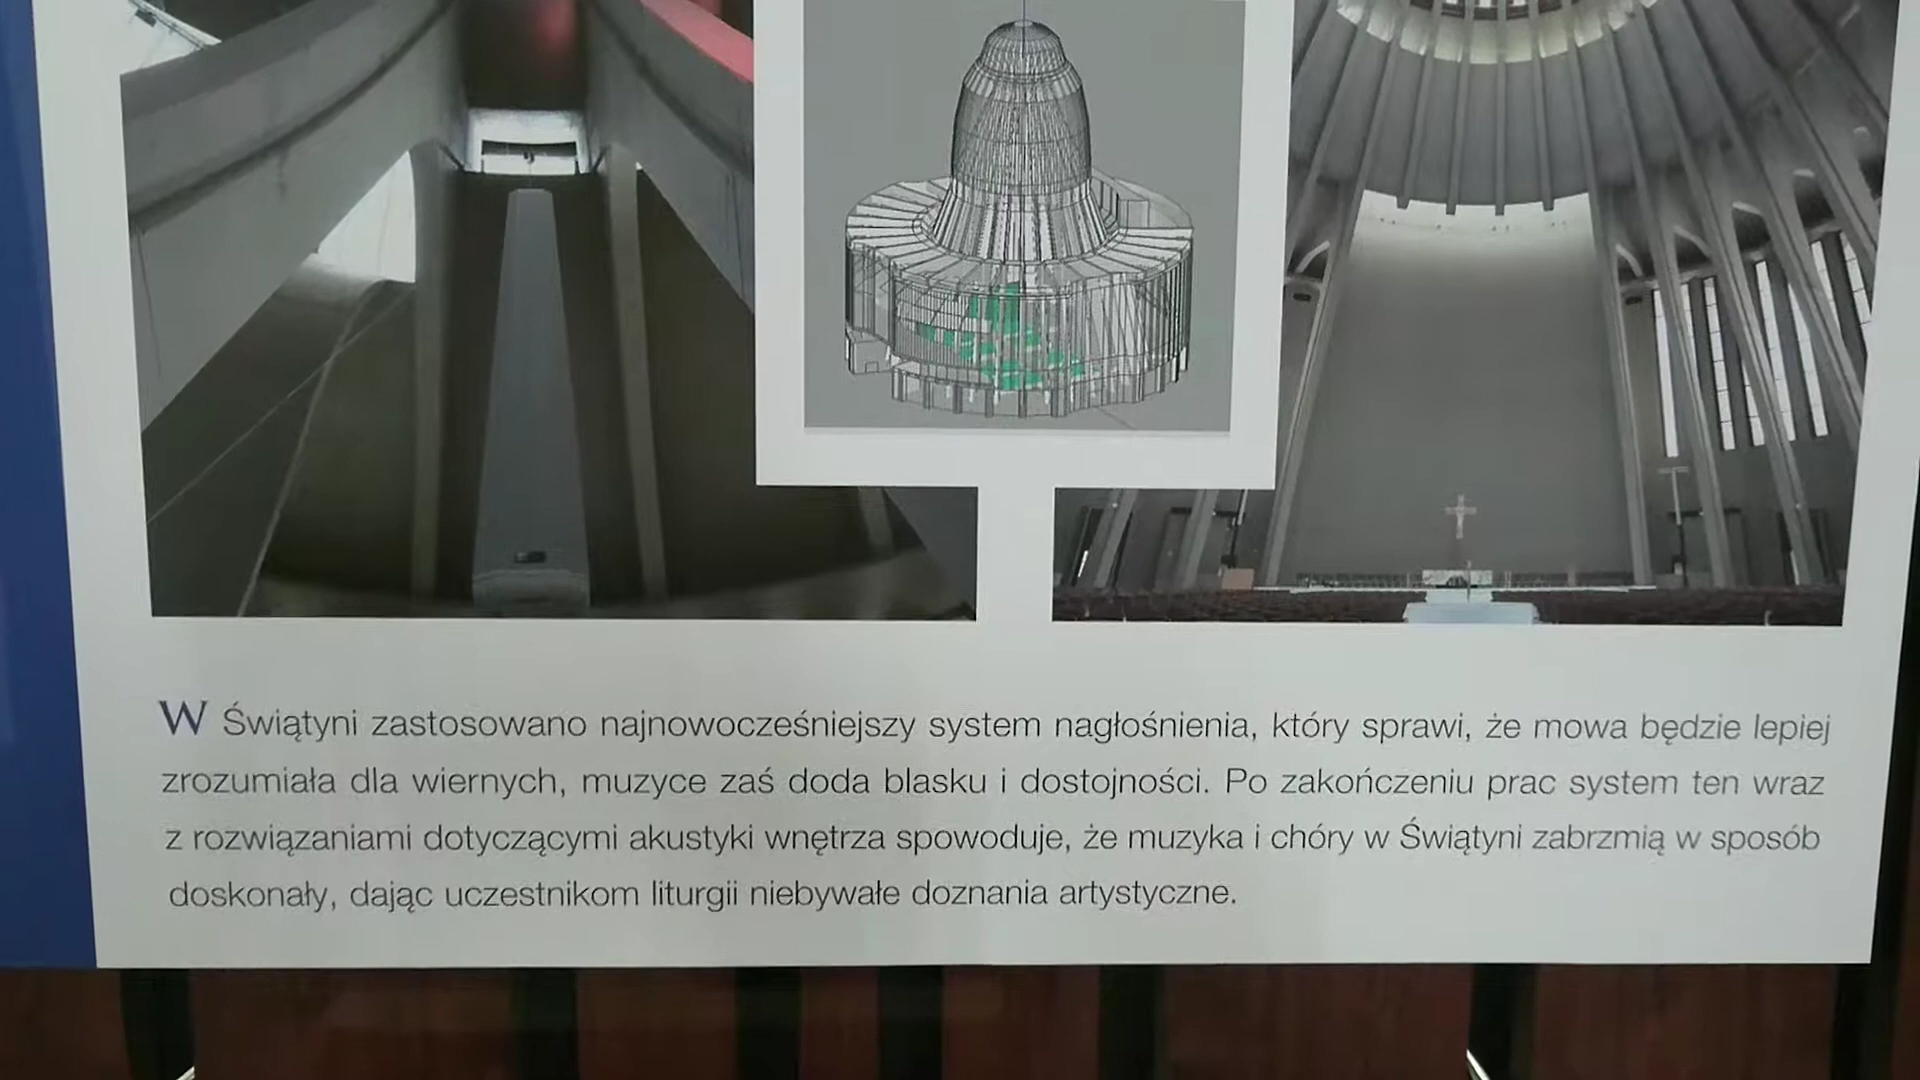 W Świątyni zastosowano najnowocześniejszy system nagłośnienia, który sprawi, że mowa będzie lepiej
zrozumiała dla wiernych, muzyce zaś doda blasku i dostojności. Po zakończeniu prac system ten wraz
z rozwiązaniami dotyczącymi akustyki wnętrza spowoduje, że muzyka i chóry w Świątyni zabrzmią w sposób
doskonały, dając uczestnikom liturgii niebywałe doznania artystyczne.